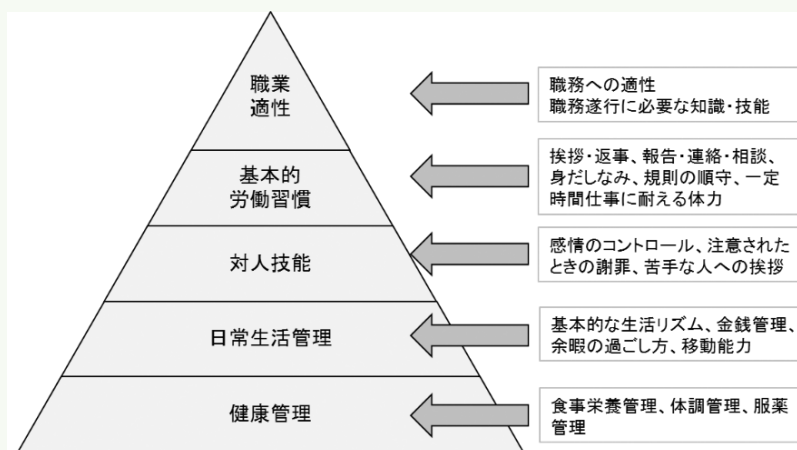 職業
適性
職務への適性
職務遂行に必要な知識・技能
基本的
労働習慣
挨拶・返事、報告・連絡・相談、
身だしなみ、規則の順守、一定
時間仕事に耐える体力
対人技能
感情のコントロール、注意された
ときの謝罪、苦手な人への挨拶
日常生活管理
基本的な生活リズム、金銭管理、
余暇の過ごし方、移動能力
健康管理
食事栄養管理、体調管理、服薬
管理